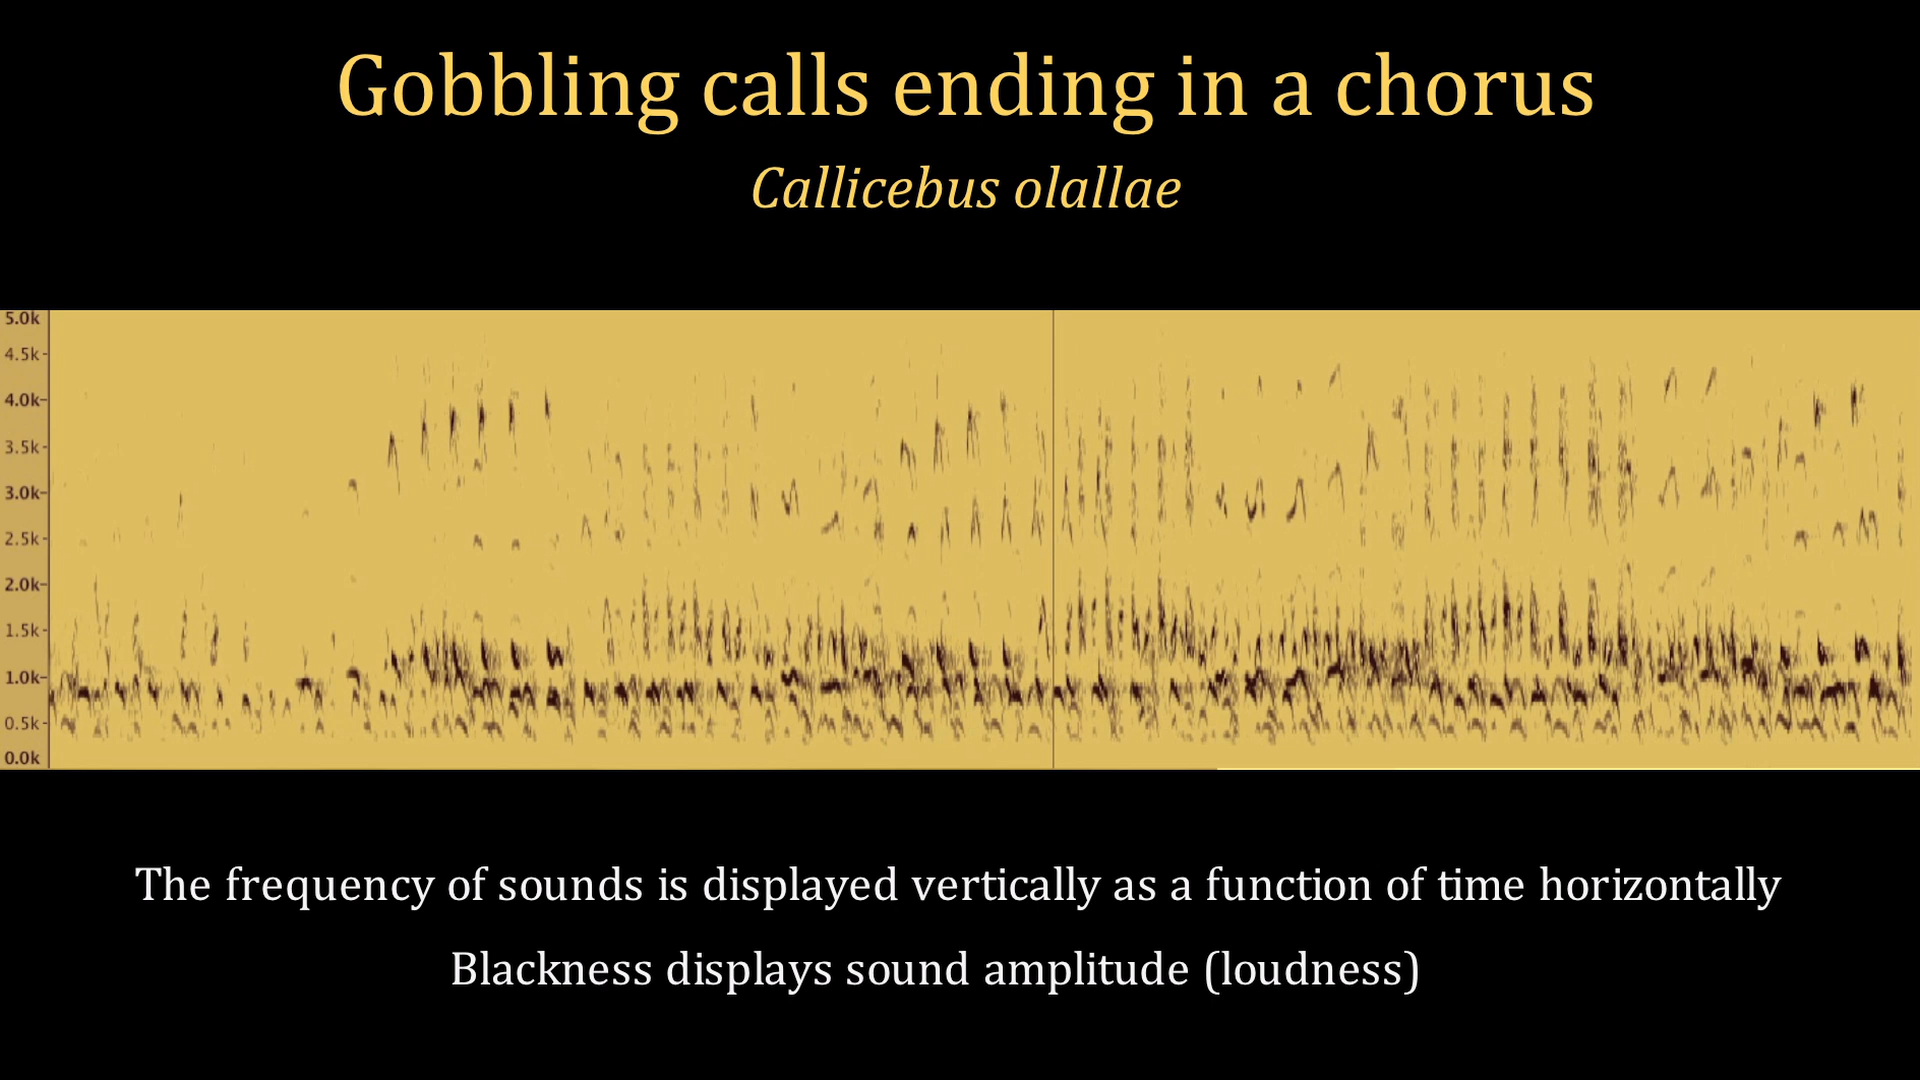 Gobbling calls ending in a chorus
Callicebus olallae
5.0k
4.5k
4.0k
3.5k
3.0k
2.5k
2.0k
1.5k
1.0k
0.5k
0.0k
The frequency of sounds is displayed vertically as a function of time horizontally
Blackness displays sound amplitude (loudness)